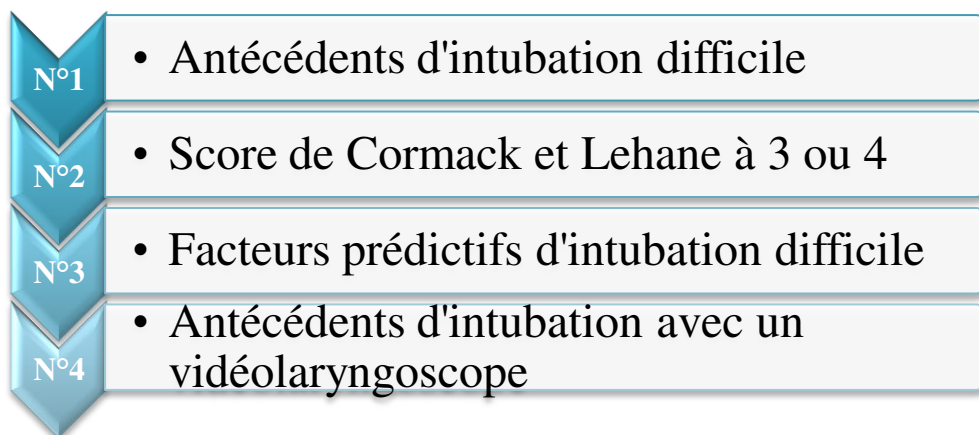 N°1
• Antécédents d'intubation difficile
N°2
• Score de Cormack et Lehane à 3 ou 4
N°3
• Facteurs prédictifs d'intubation difficile
N°4
• Antécédents d'intubation avec un
vidéolaryngoscope